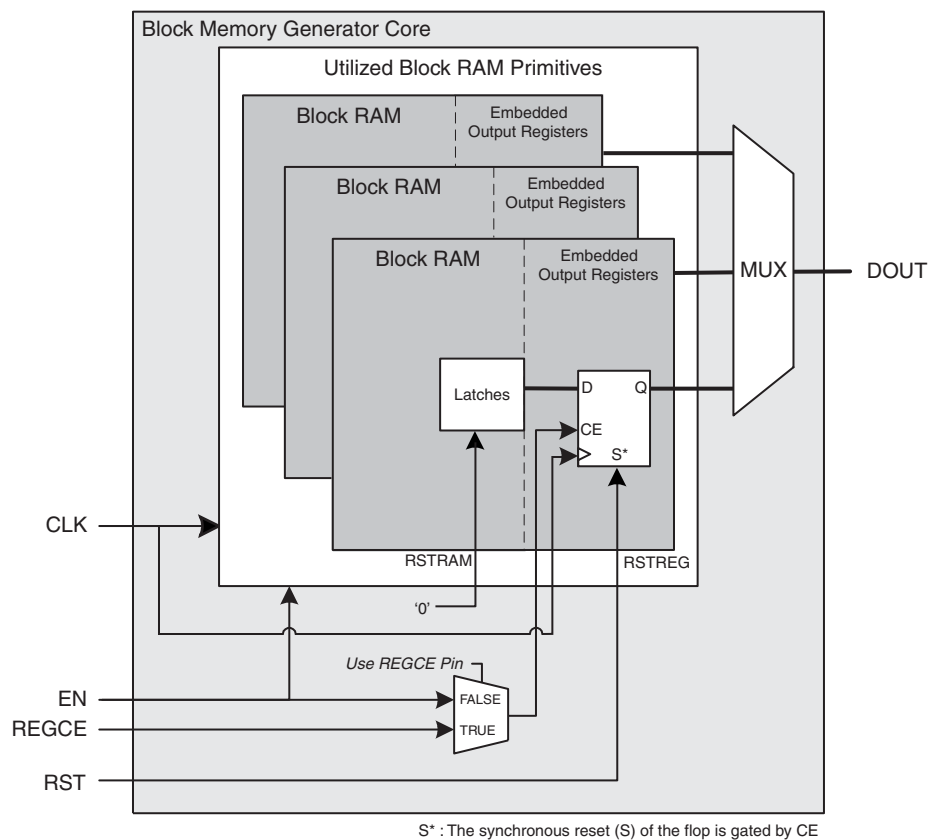 Block Memory Generator Core
Utilized Block RAM Primitives
Block RAM
Embedded
Output Registers
Block RAM
Embedded
Output Registers
Block RAM
Embedded
Output Registers
MUX
DOUT
Latches
D
Q
CE
S*
CLK
RSTRAM
RSTREG
‘0’
Use REGCE Pin
EN
FALSE
REGCE
TRUE
RST
S* : The synchronous reset (S) of the flop is gated by CE